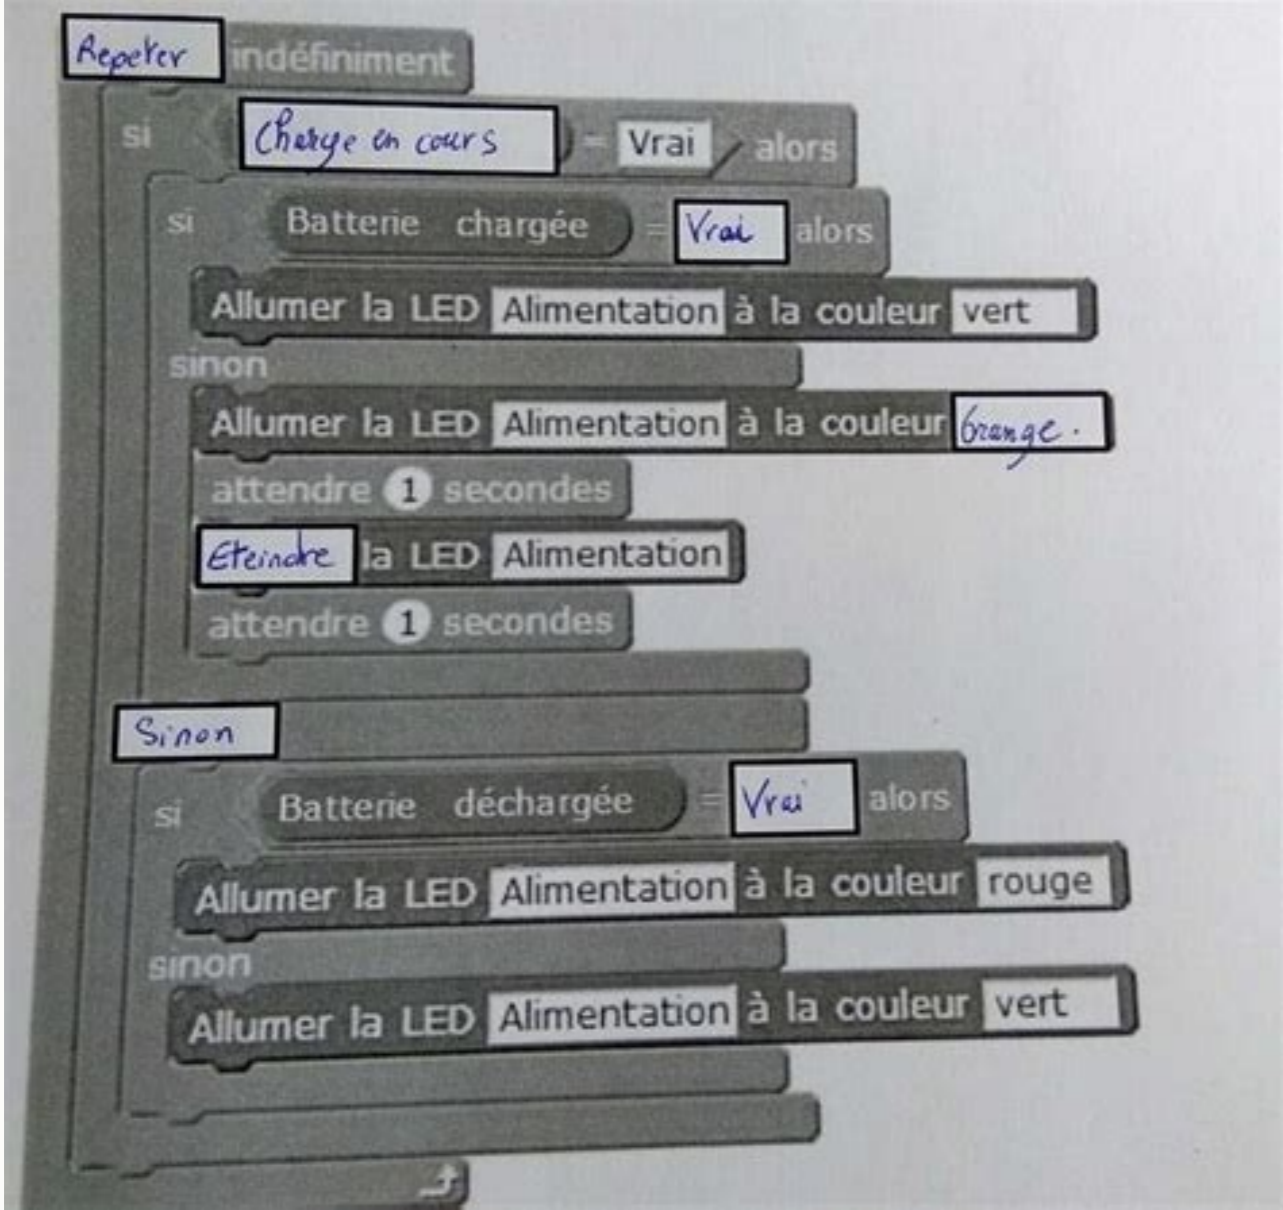 Repeter indéfiniment
si Charge en cours = Vrai alors
si Batterie chargée = Vrai alors
Allumer la LED Alimentation à la couleur vert
sinon
Allumer la LED Alimentation à la couleur Orange.
attendre 1 secondes
Eteindre la LED Alimentation
attendre 1 secondes
Sinon
si Batterie déchargée = Vrai alors
Allumer la LED Alimentation à la couleur rouge
sinon
Allumer la LED Alimentation à la couleur vert